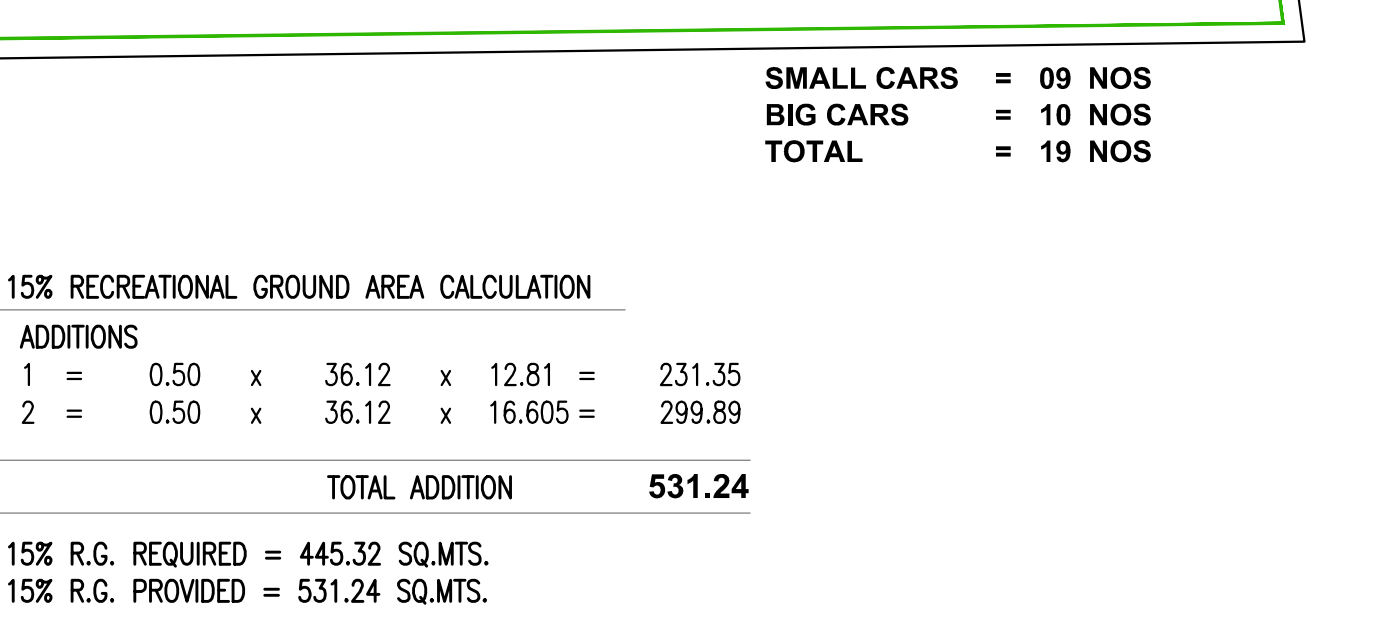 SMALL CARS = 09 NOS
BIG CARS = 10 NOS
TOTAL = 19 NOS
15% RECREATIONAL GROUND AREA CALCULATION
ADDITIONS
1 = 0.50 x 36.12 x 12.81 = 231.35
2 = 0.50 x 36.12 x 16.605 = 299.89
TOTAL ADDITION 531.24
15% R.G. REQUIRED = 445.32 SQ.MTS.
15% R.G. PROVIDED = 531.24 SQ.MTS.